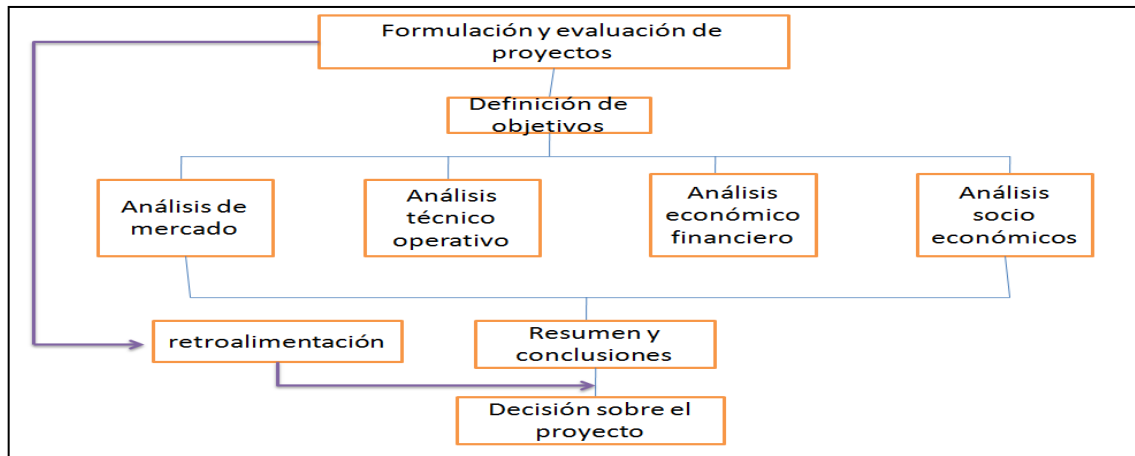 Formulación y evaluación de
proyectos
Definición de
objetivos
Análisis de
mercado
Análisis
técnico
operativo
Análisis
económico
financiero
Análisis
socio
económicos
retroalimentación
Resumen y
conclusiones
Decisión sobre el
proyecto